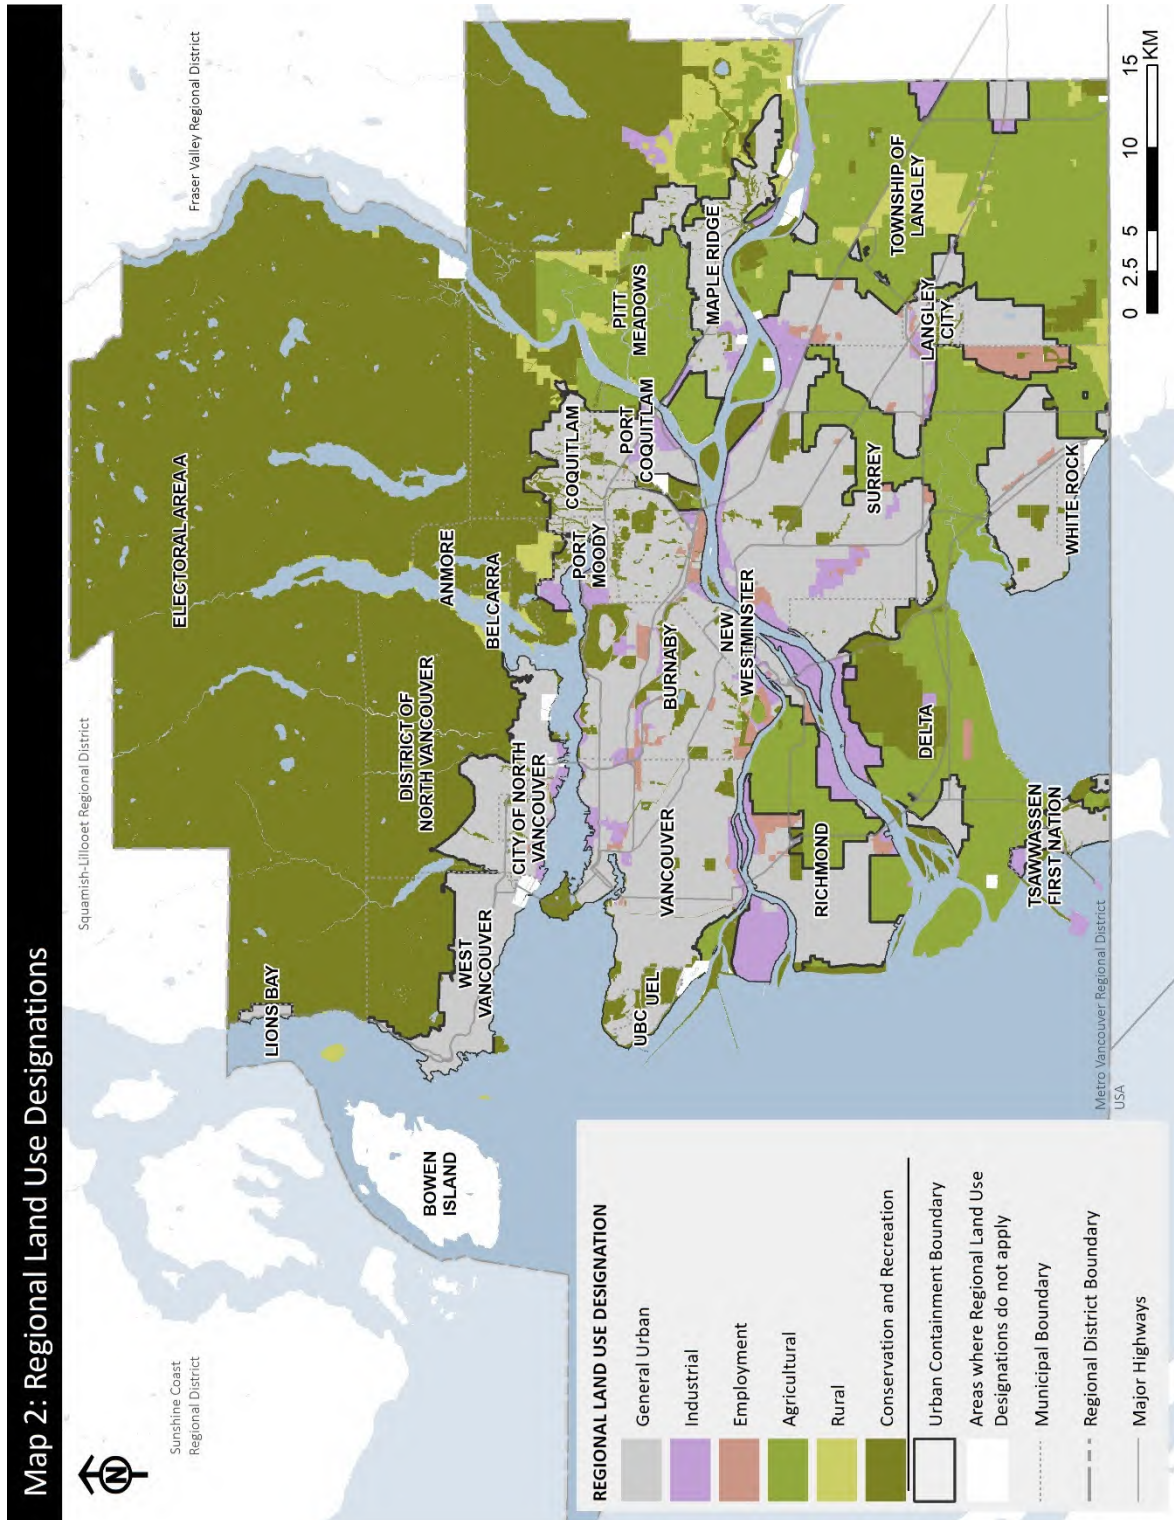 Map 2: Regional Land Use Designations
N
Sunshine Coast
Regional District
Squamish-Lillooet Regional District
Fraser Valley Regional District
ELECTORAL AREA A
LIONS BAY
BOWEN
ISLAND
WEST
VANCOUVER
DISTRICT OF
NORTH VANCOUVER
CITY OF NORTH
VANCOUVER
ANMORE
BELCARRA
PORT
MOODY
COQUITLAM
PORT
COQUITLAM
PITT
MEADOWS
MAPLE RIDGE
UBC
UEL
VANCOUVER
BURNABY
NEW
WESTMINSTER
RICHMOND
DELTA
SURREY
LANGLEY
CITY
TOWNSHIP OF
LANGLEY
WHITE ROCK
TSAWWASSEN
FIRST NATION
Metro Vancouver Regional District
USA
REGIONAL LAND USE DESIGNATION
General Urban
Industrial
Employment
Agricultural
Rural
Conservation and Recreation
Urban Containment Boundary
Areas where Regional Land Use
Designations do not apply
Municipal Boundary
Regional District Boundary
Major Highways
0 2.5 5 10 15
KM